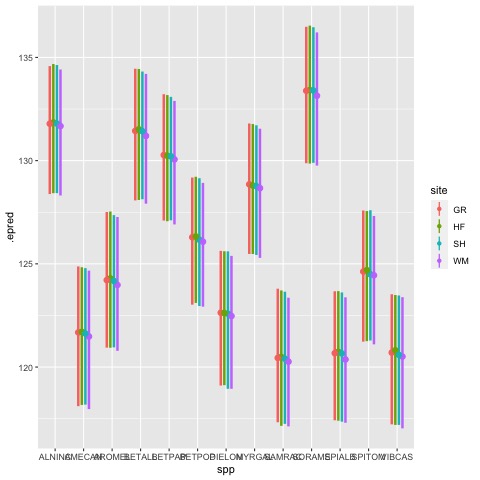 135
130
125
120
.epred
ALNINC AMECAN AROMEL BETALL BETPAP BETPOP DIELON MYRGAL SAMRAC SORAME SPIALB SPITOM VIBCAS
spp
site
GR
HF
SH
WM